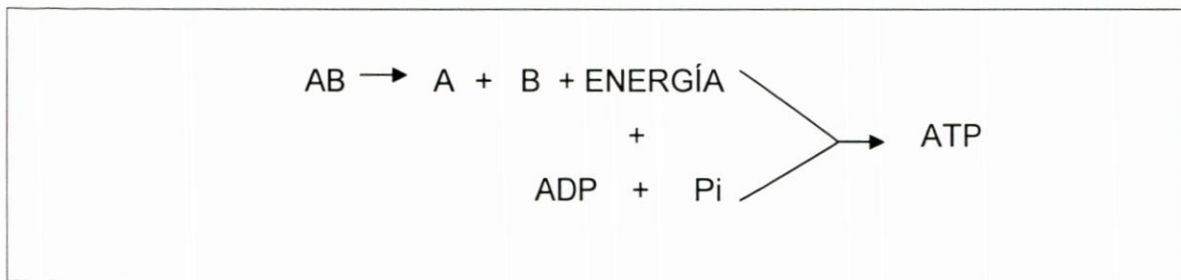 AB → A + B + ENERGÍA
+
ATP
ADP + Pi